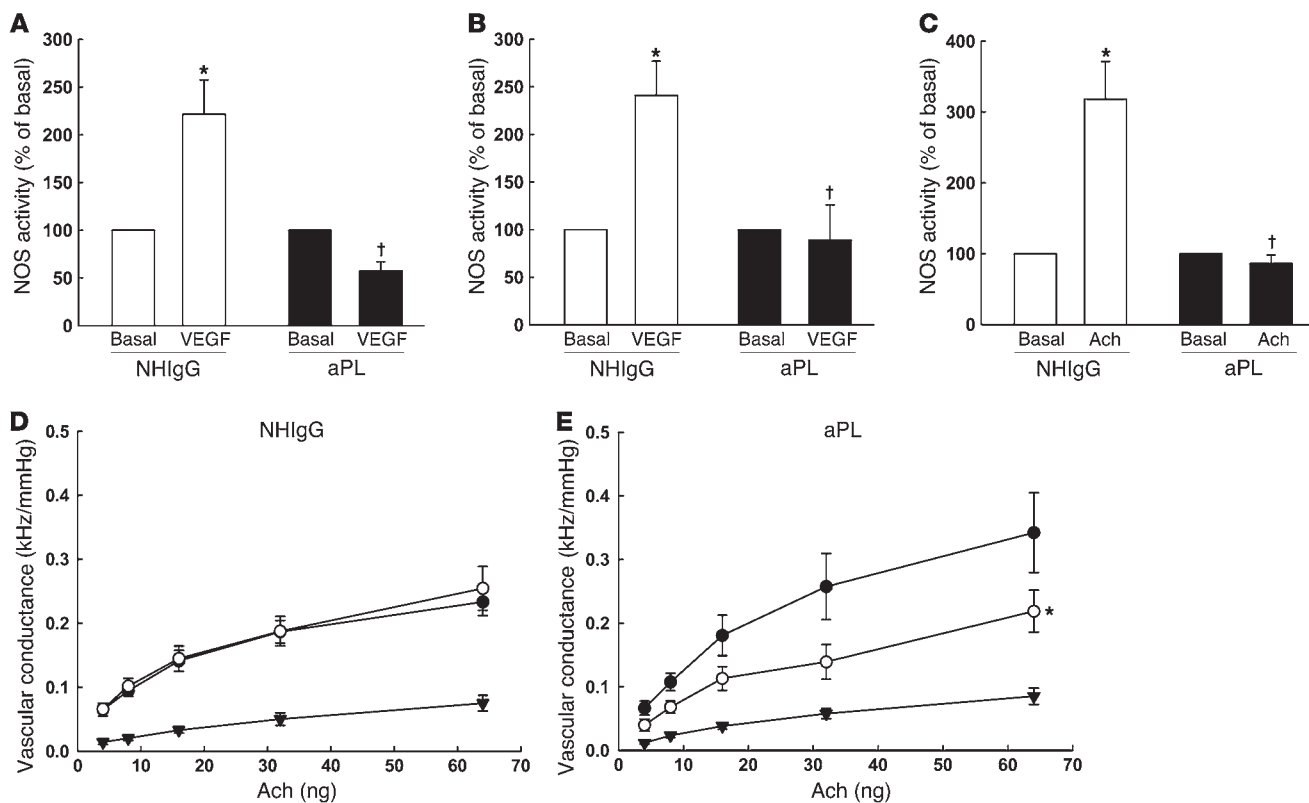 A
NOS activity (% of basal)
300
250
200
150
100
50
0
*
†
Basal VEGF Basal VEGF
NHIgG aPL
B
NOS activity (% of basal)
300
250
200
150
100
50
0
*
†
Basal VEGF Basal VEGF
NHIgG aPL
C
NOS activity (% of basal)
400
300
200
100
0
*
†
Basal Ach Basal Ach
NHIgG aPL
D
NHIgG
Vascular conductance (kHz/mmHg)
0.5
0.4
0.3
0.2
0.1
0.0
0 10 20 30 40 50 60 70
Ach (ng)
E
aPL
Vascular conductance (kHz/mmHg)
0.5
0.4
0.3
0.2
0.1
0.0
*
0 10 20 30 40 50 60 70
Ach (ng)